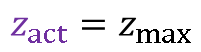 z_act = z_max